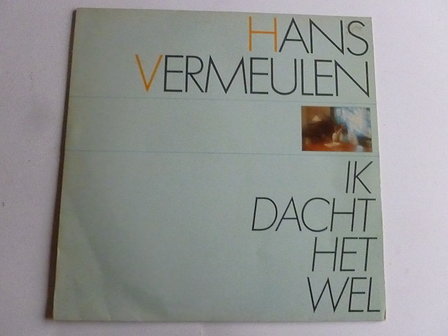 HANS
VERMEULEN
IK
DACHT
HET
WEL